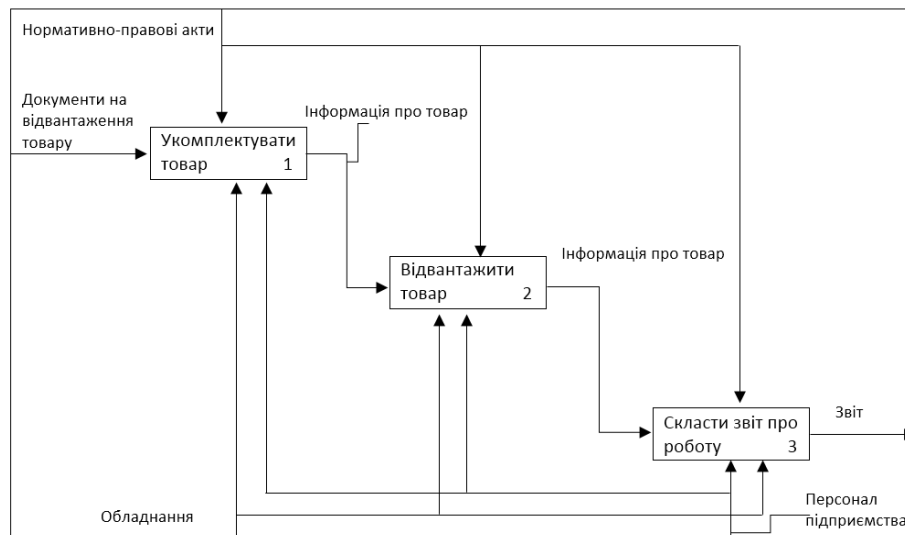 Нормативно-правові акти
Документи на
відвантаження
товару
Інформація про товар
Укомплектувати
товар 1
Відвантажити
товар 2
Інформація про товар
Скласти звіт про
роботу 3
Звіт
Обладнання
Персонал
підприємства